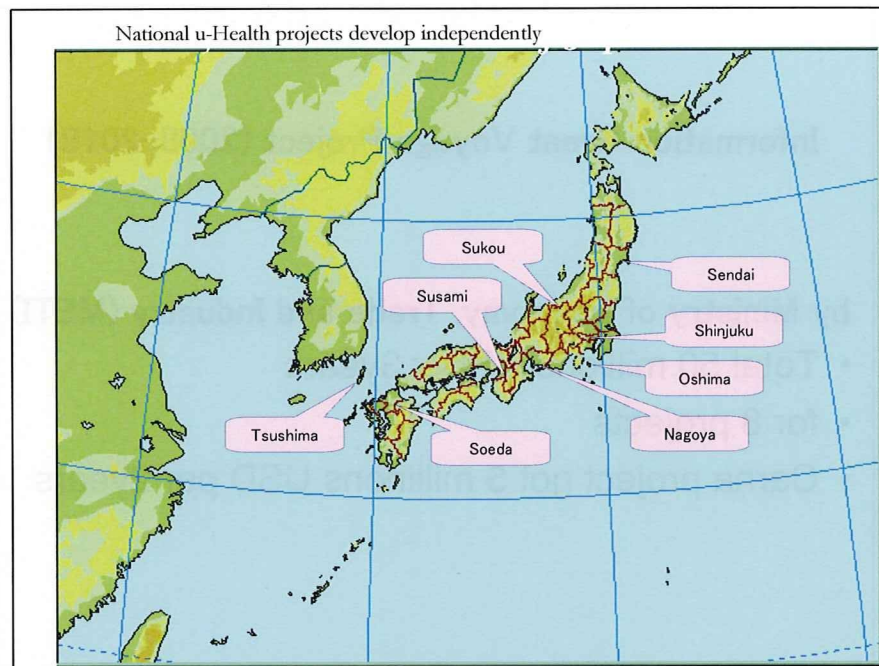 National u-Health projects develop independently
Sukou
Sendai
Susami
Shinjuku
Oshima
Tsushima
Soeda
Nagoya